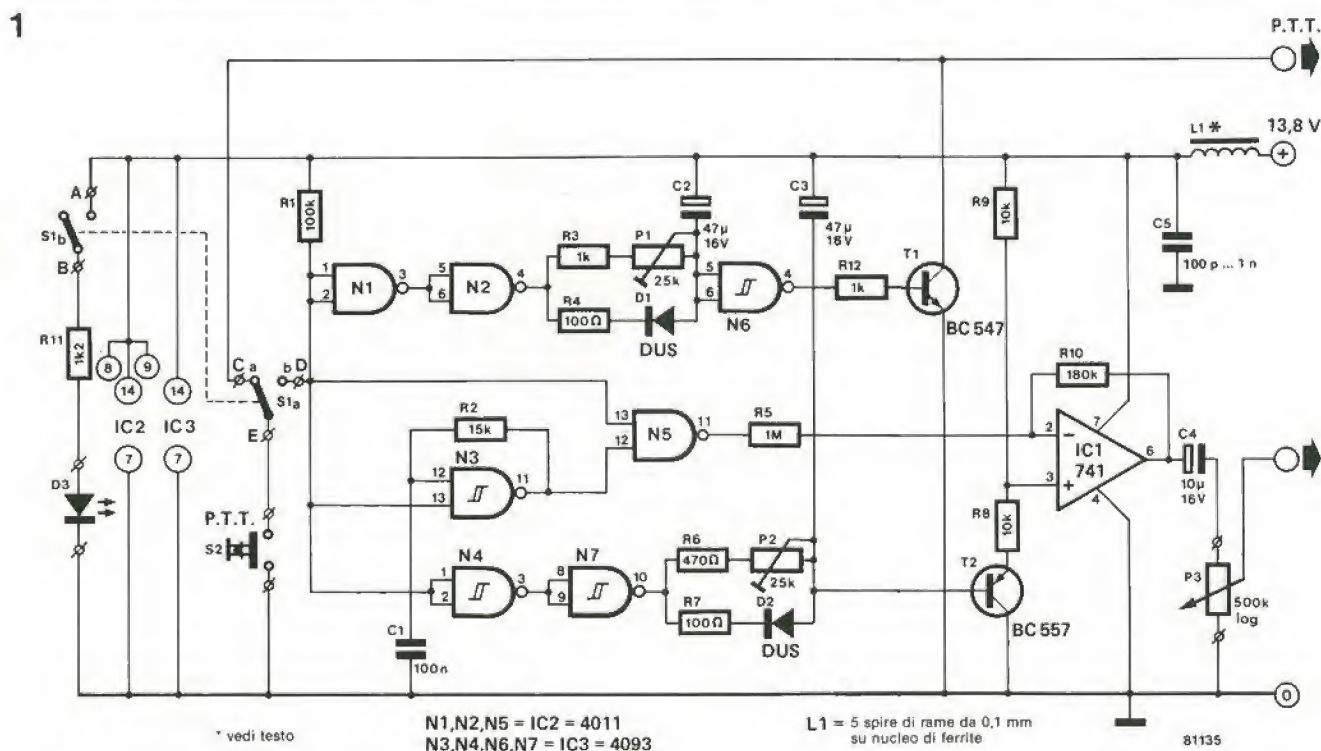 1
P.T.T.
L1 *
13,8 V
+
A
S1b
B
R11
1k2
8
9
14
14
IC2
IC3
7
7
D3
R1
100k
C a
b D
S1a
E
P.T.T.
S2
1
2
N1
3
5
6
N2
4
R3
1k
P1
25k
R4
100Ω
D1
DUS
C2
47µ
16V
5
6
N6
4
C3
47µ
16V
R12
1k
T1
BC 547
R9
10k
C5
100 p ... 1 n
R2
15k
12
13
N3
11
13
12
N5
11
R5
1M
R10
180k
2
3
−
+
IC1
741
7
4
6
C4
10µ
16V
R8
10k
T2
BC 557
P3
500k
log
N4
1
2
3
N7
8
9
10
R6
470Ω
P2
25k
R7
100Ω
D2
DUS
C1
100n
0
* vedi testo
N1,N2,N5 = IC2 = 4011
N3,N4,N6,N7 = IC3 = 4093
L1 = 5 spire di rame da 0,1 mm
su nucleo di ferrite
81135